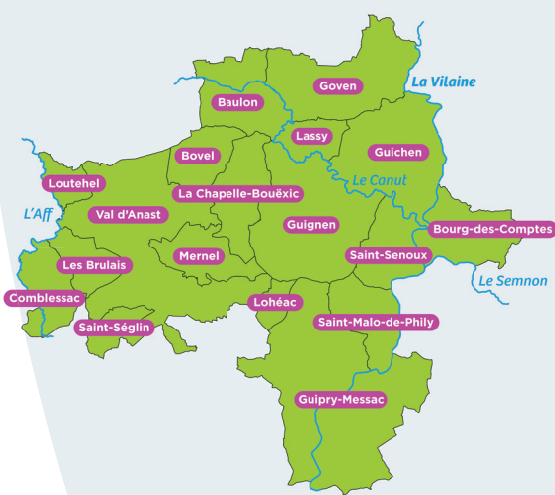 La Vilaine
Goven
Baulon
Lassy
Guichen
Bovel
Loutehel
Le Canut
La Chapelle-Bouëxic
L'Aff
Val d'Anast
Guignen
Bourg-des-Comptes
Mernel
Saint-Senoux
Les Brulais
Le Semnon
Comblessac
Lohéac
Saint-Malo-de-Phily
Saint-Séglin
Guipry-Messac